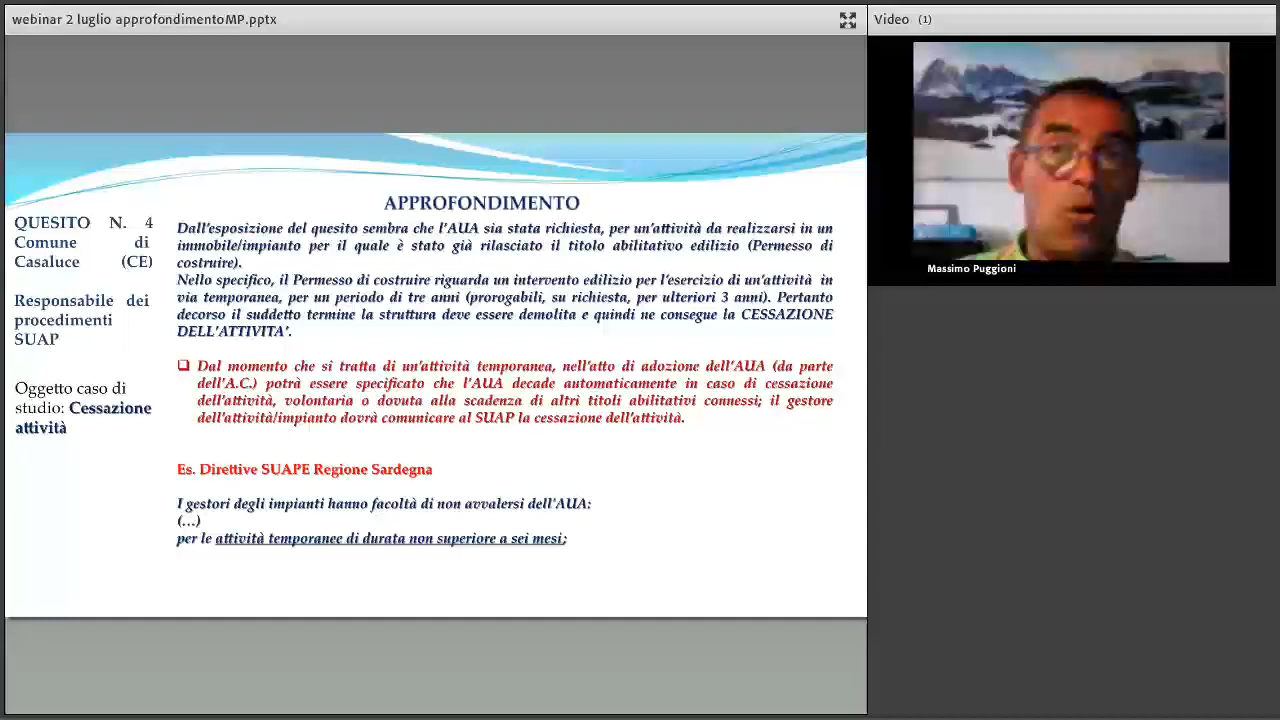 webinar 2 luglio approfondimentoMP.pptx
Video (1)
Massimo Puggioni
APPROFONDIMENTO
QUESITO N. 4
Comune di
Casaluce (CE)
Responsabile dei
procedimenti
SUAP
Oggetto caso di
studio: Cessazione
attività
Dall'esposizione del quesito sembra che l'AUA sia stata richiesta, per un'attività da realizzarsi in un
immobile/impianto per il quale è stato già rilasciato il titolo abilitativo edilizio (Permesso di
costruire).
Nello specifico, il Permesso di costruire riguarda un intervento edilizio per l'esercizio di un'attività in
via temporanea, per un periodo di tre anni (prorogabili, su richiesta, per ulteriori 3 anni). Pertanto
decorso il suddetto termine la struttura deve essere demolita e quindi ne consegue la CESSAZIONE
DELL'ATTIVITA'.
❑ Dal momento che si tratta di un'attività temporanea, nell'atto di adozione dell'AUA (da parte
dell'A.C.) potrà essere specificato che l'AUA decade automaticamente in caso di cessazione
dell'attività, volontaria o dovuta alla scadenza di altri titoli abilitativi connessi; il gestore
dell'attività/impianto dovrà comunicare al SUAP la cessazione dell'attività.
Es. Direttive SUAPE Regione Sardegna
I gestori degli impianti hanno facoltà di non avvalersi dell'AUA:
(…)
per le attività temporanee di durata non superiore a sei mesi;